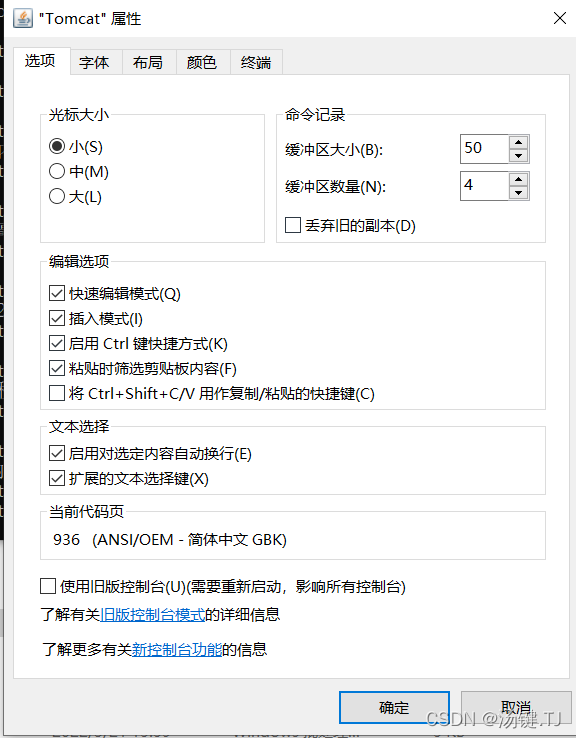 "Tomcat" 属性
选项 字体 布局 颜色 终端
光标大小
小(S)
中(M)
大(L)
命令记录
缓冲区大小(B): 50
缓冲区数量(N): 4
丢弃旧的副本(D)
编辑选项
快速编辑模式(Q)
插入模式(I)
启用 Ctrl 键快捷方式(K)
粘贴时筛选剪贴板内容(F)
将 Ctrl+Shift+C/V 用作复制/粘贴的快捷键(C)
文本选择
启用对选定内容自动换行(E)
扩展的文本选择键(X)
当前代码页
936 (ANSI/OEM - 简体中文 GBK)
使用旧版控制台(U)(需要重新启动，影响所有控制台)
了解有关旧版控制台模式的详细信息
了解更多有关新控制台功能的信息
确定 取消
CSDN @汤键.TJ